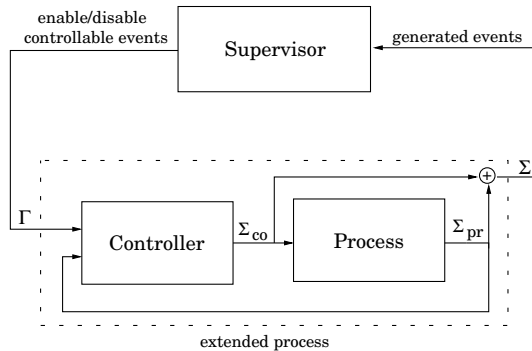 enable/disable
controllable events
Supervisor
generated events
Σ
+
Γ
Controller
Σco
Process
Σpr
extended process